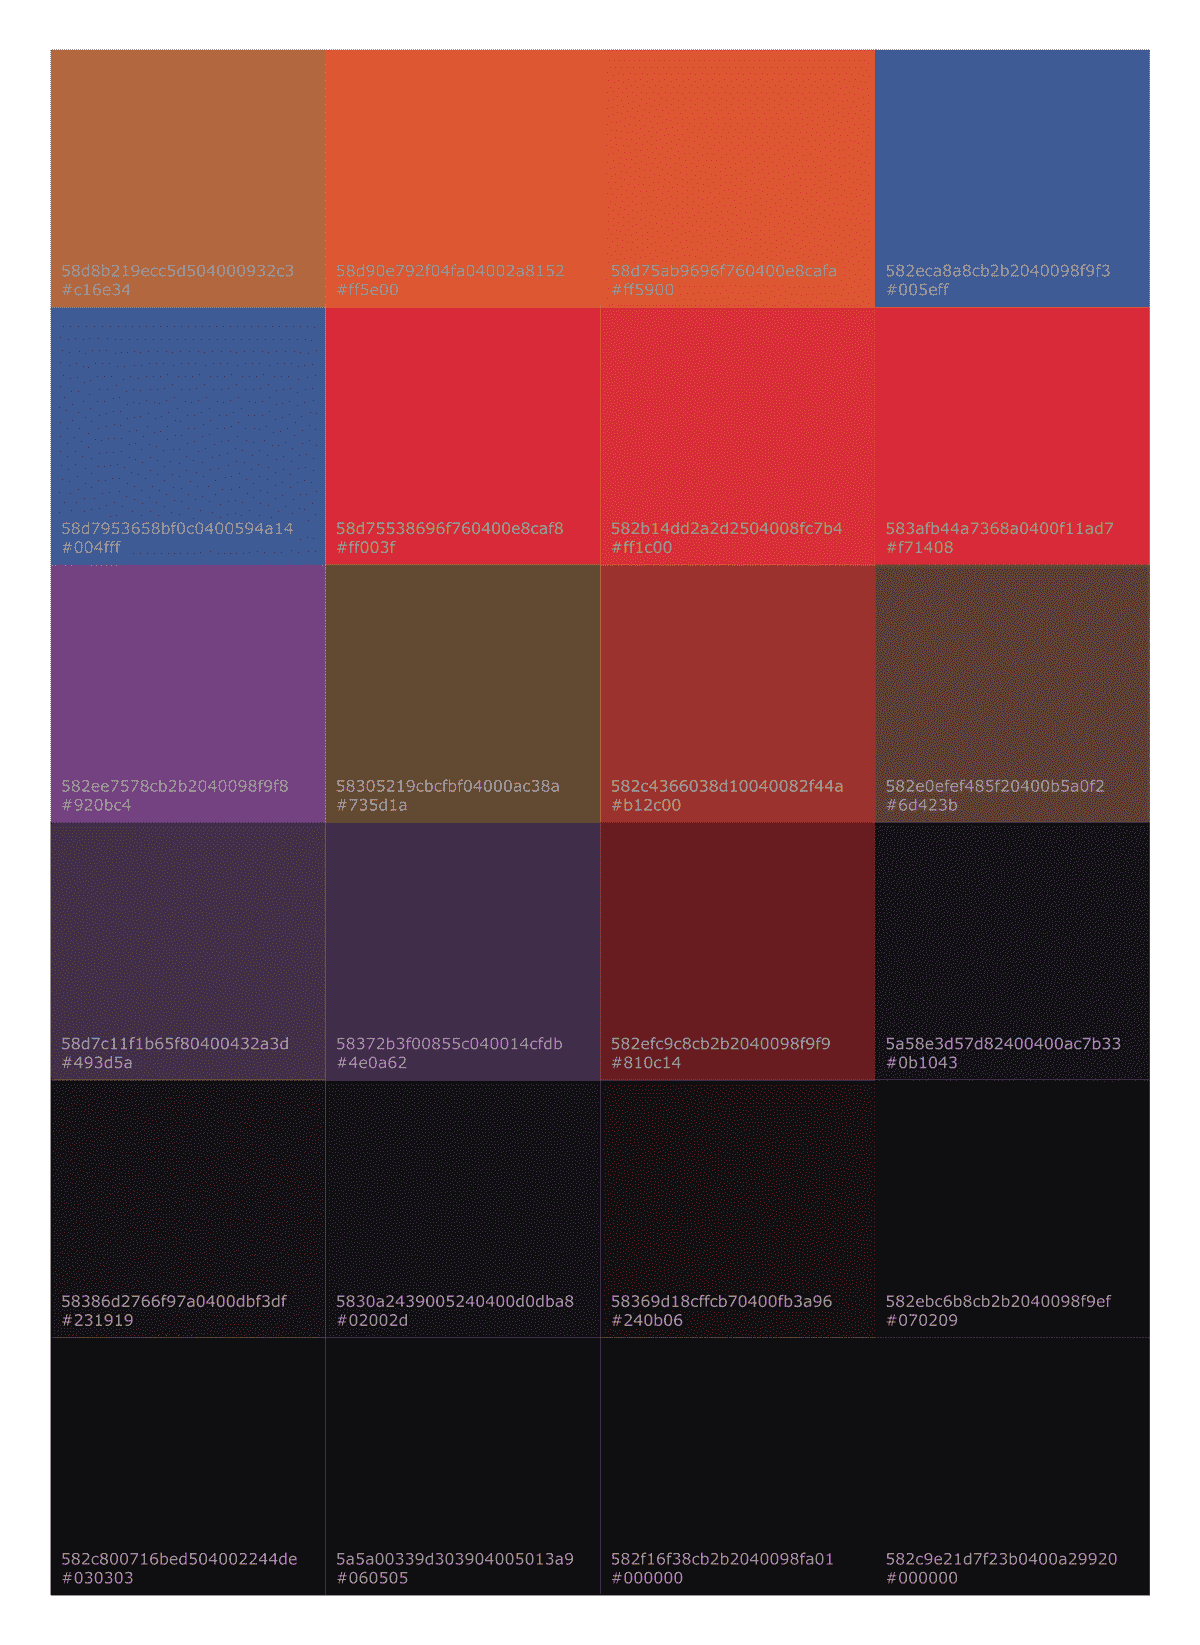 58d8b219ecc5d504000932c3
#c16e34
58d90e792f04fa04002a8152
#ff5e00
58d75ab9696f760400e8cafa
#ff5900
582eca8a8cb2b2040098f9f3
#005eff
58d7953658bf0c0400594a14
#004fff
58d75538696f760400e8caf8
#ff003f
582b14dd2a2d2504008fc7b4
#ff1c00
583afb44a7368a0400f11ad7
#f71408
582ee7578cb2b2040098f9f8
#920bc4
58305219cbcfbf04000ac38a
#735d1a
582c4366038d10040082f44a
#b12c00
582e0efef485f20400b5a0f2
#6d423b
58d7c11f1b65f80400432a3d
#493d5a
58372b3f00855c040014cfdb
#4e0a62
582efc9c8cb2b2040098f9f9
#810c14
5a58e3d57d82400400ac7b33
#0b1043
58386d2766f97a0400dbf3df
#231919
5830a2439005240400d0dba8
#02002d
58369d18cffcb70400fb3a96
#240b06
582ebc6b8cb2b2040098f9ef
#070209
582c800716bed504002244de
#030303
5a5a00339d303904005013a9
#060505
582f16f38cb2b2040098fa01
#000000
582c9e21d7f23b0400a29920
#000000